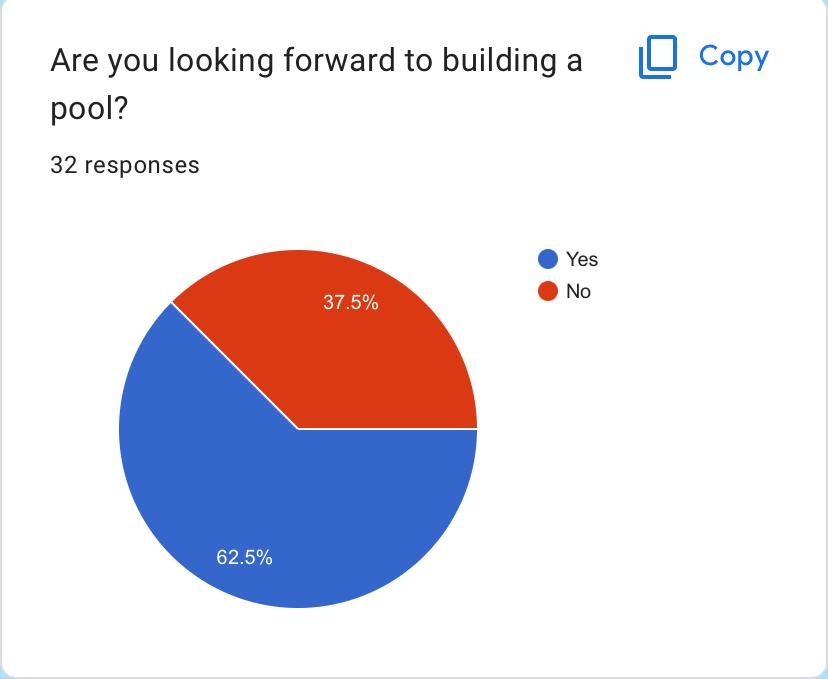 Are you looking forward to building a
pool?
Copy
32 responses
Yes
No
37.5%
62.5%